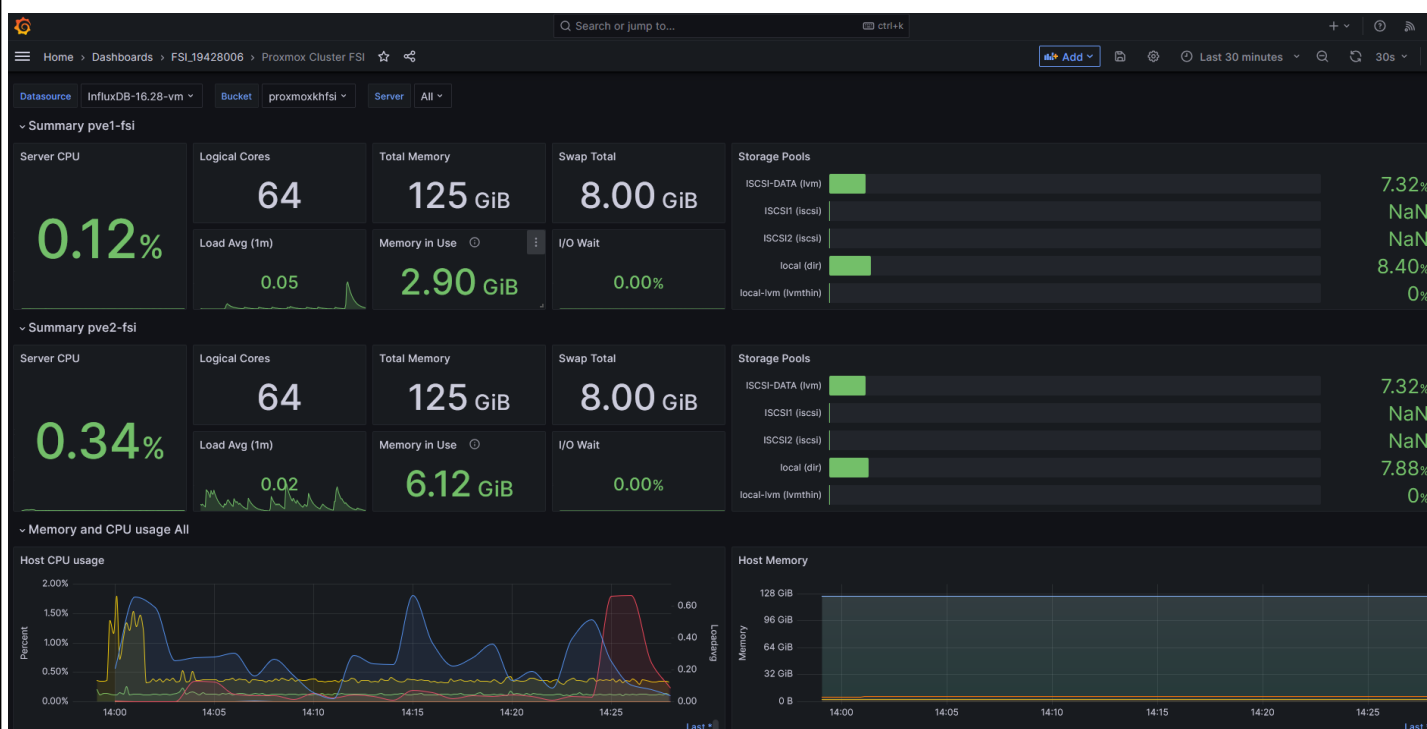 Search or jump to... ctrl+k
Home › Dashboards › FSI_19428006 › Proxmox Cluster FSI Add Last 30 minutes 30s
Datasource InfluxDB-16.28-vm Bucket proxmoxkhfsi Server All
Summary pve1-fsi
Server CPU
0.12%
Logical Cores
64
Total Memory
125 GiB
Swap Total
8.00 GiB
Load Avg (1m)
0.05
Memory in Use
2.90 GiB
I/O Wait
0.00%
Storage Pools
ISCSI-DATA (lvm) 7.32%
ISCSI1 (iscsi) NaN
ISCSI2 (iscsi) NaN
local (dir) 8.40%
local-lvm (lvmthin) 0%
Summary pve2-fsi
Server CPU
0.34%
Logical Cores
64
Total Memory
125 GiB
Swap Total
8.00 GiB
Load Avg (1m)
0.02
Memory in Use
6.12 GiB
I/O Wait
0.00%
Storage Pools
ISCSI-DATA (lvm) 7.32%
ISCSI1 (iscsi) NaN
ISCSI2 (iscsi) NaN
local (dir) 7.88%
local-lvm (lvmthin) 0%
Memory and CPU usage All
Host CPU usage
Percent
2.00%
1.50%
1.00%
0.50%
0.00%
0.60
0.40
0.20
0.00
Loadavg
14:00 14:05 14:10 14:15 14:20 14:25
Last *
Host Memory
Memory
128 GiB
96 GiB
64 GiB
32 GiB
0 B
14:00 14:05 14:10 14:15 14:20 14:25
Last